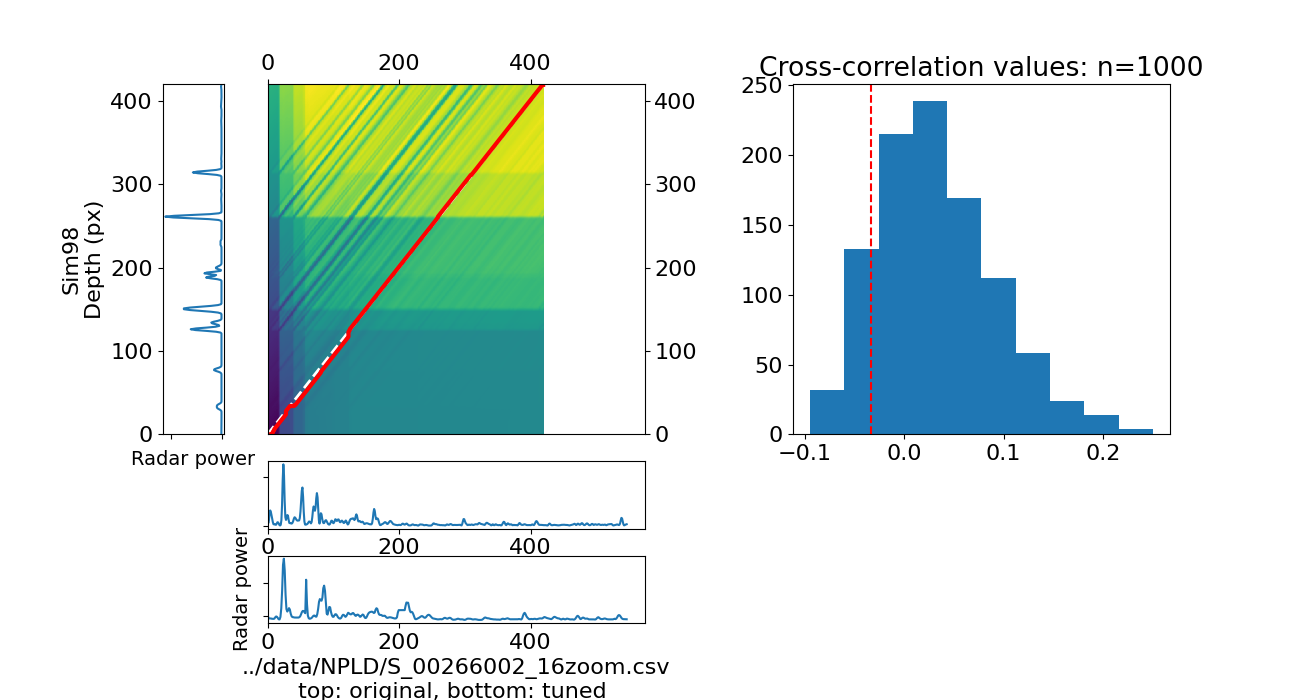 0 200 400
Cross-correlation values: n=1000
400
300
200
100
0
Sim98
Depth (px)
Radar power
400
300
200
100
0
250
200
150
100
50
0
−0.1 0.0 0.1 0.2
0 200 400
Radar power
0 200 400
../data/NPLD/S_00266002_16zoom.csv
top: original, bottom: tuned